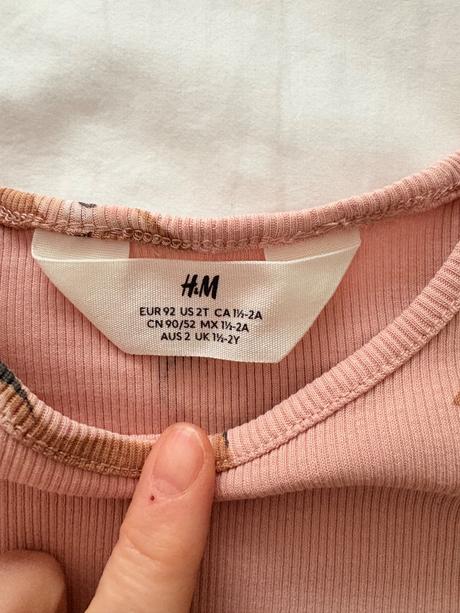 H&M
EUR 92 US 2T CA 1½-2A
CN 90/52 MX 1½-2A
AUS 2 UK 1½-2Y